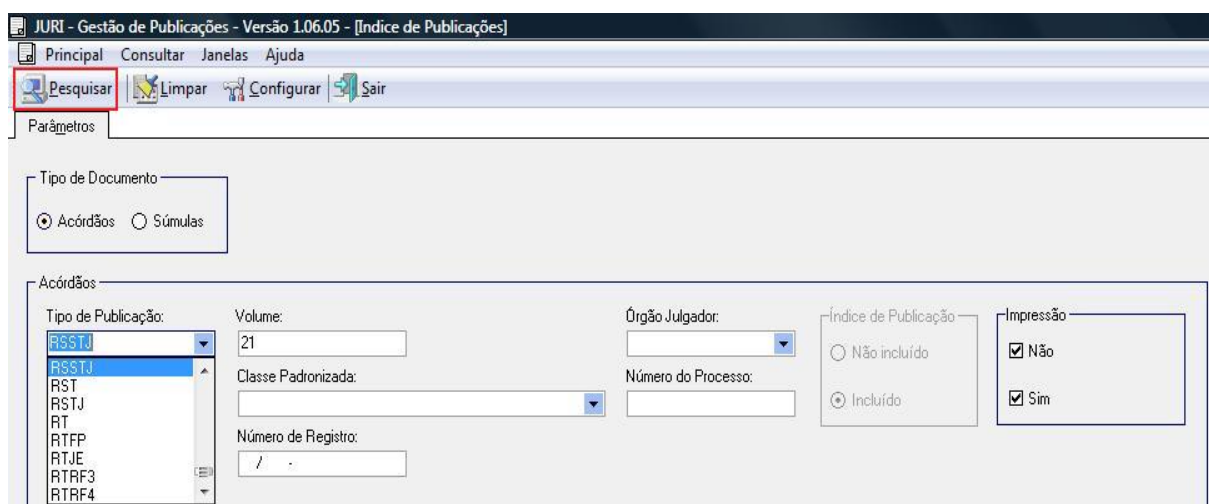 JURI - Gestão de Publicações - Versão 1.06.05 - [Indice de Publicações]
Principal Consultar Janelas Ajuda
Pesquisar Limpar Configurar Sair
Parâmetros
Tipo de Documento
Acórdãos Súmulas
Acórdãos
Tipo de Publicação: Volume: Órgão Julgador: Índice de Publicação Impressão
RSSTJ 21 Não incluído Não
RSSTJ
RST Classe Padronizada: Número do Processo:
RSTJ Incluído Sim
RT
RTFP Número de Registro:
RTJE / -
RTRF3
RTRF4